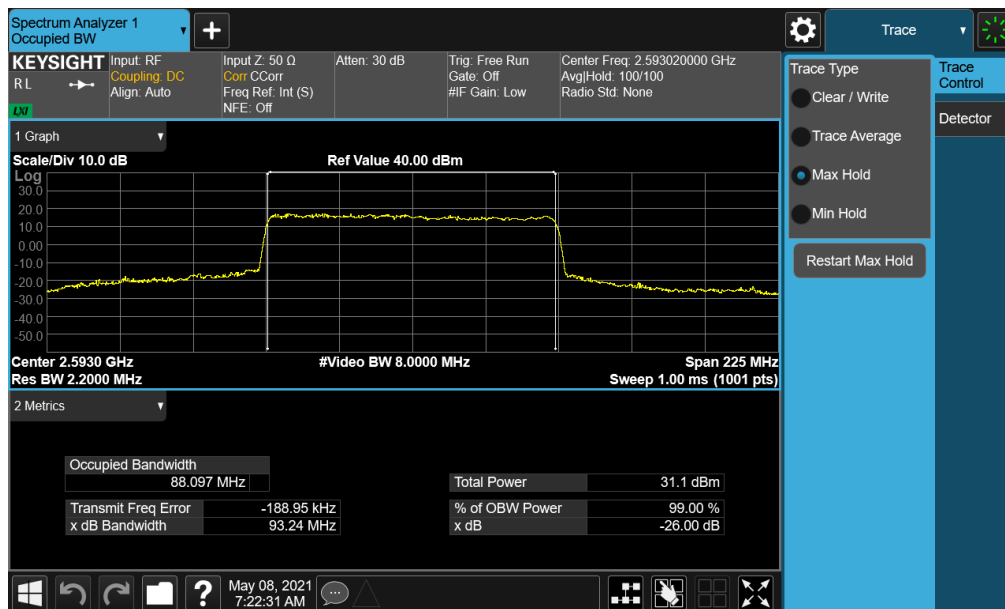 Spectrum Analyzer 1
Occupied BW
Trace
KEYSIGHT
RL
LXI
Input: RF
Coupling: DC
Align: Auto
Input Z: 50 Ω
Corr CCorr
Freq Ref: Int (S)
NFE: Off
Atten: 30 dB
Trig: Free Run
Gate: Off
#IF Gain: Low
Center Freq: 2.593020000 GHz
Avg|Hold: 100/100
Radio Std: None
Trace Type
Clear / Write
Trace Average
Max Hold
Min Hold
Restart Max Hold
Trace
Control
Detector
1 Graph
Scale/Div 10.0 dB
Ref Value 40.00 dBm
Log
30.0
20.0
10.0
0.00
-10.0
-20.0
-30.0
-40.0
-50.0
Center 2.5930 GHz
#Video BW 8.0000 MHz
Span 225 MHz
Res BW 2.2000 MHz
Sweep 1.00 ms (1001 pts)
2 Metrics
Occupied Bandwidth
88.097 MHz
Total Power 31.1 dBm
Transmit Freq Error -188.95 kHz
% of OBW Power 99.00 %
x dB Bandwidth 93.24 MHz
x dB -26.00 dB
?
May 08, 2021
7:22:31 AM